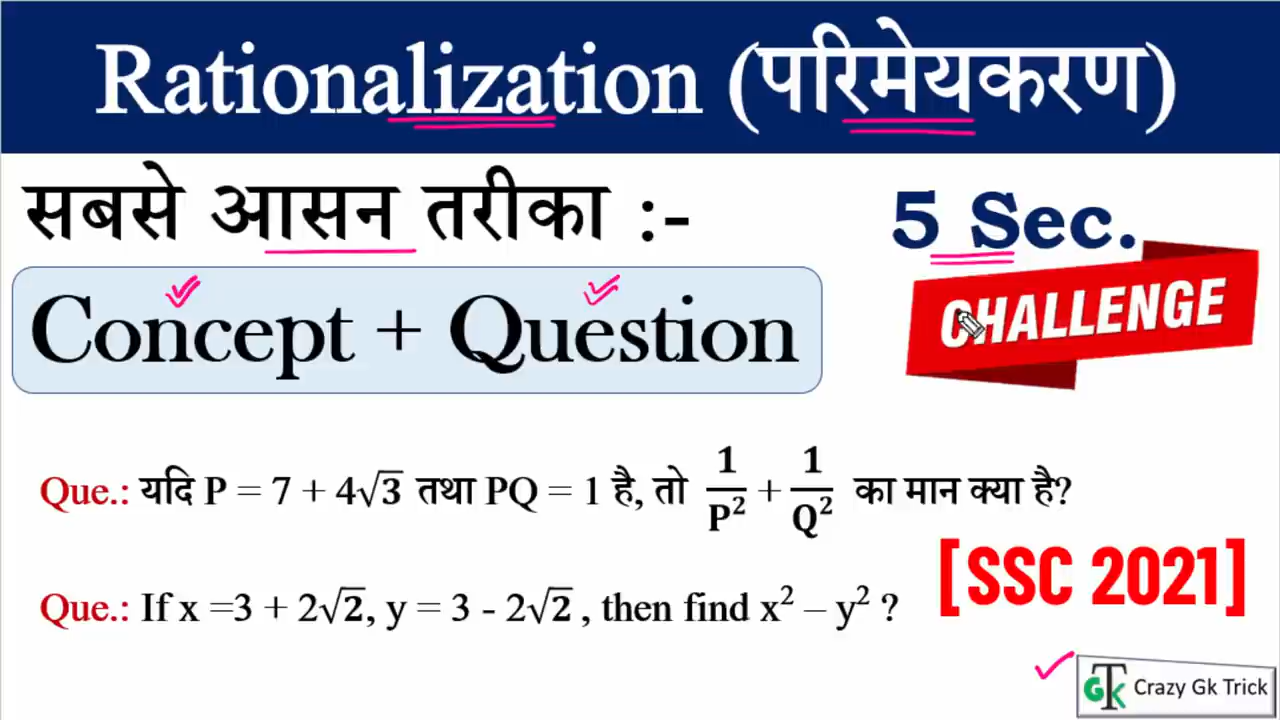 Rationalization (परिमेयकरण)
सबसे आसन तरीका :-
5 Sec.
CHALLENGE
Concept + Question
Que.: यदि P = 7 + 4√3 तथा PQ = 1 है, तो 1/P² + 1/Q² का मान क्या है?
[SSC 2021]
Que.: If x =3 + 2√2, y = 3 - 2√2 , then find x² – y² ?
GTK Crazy Gk Trick